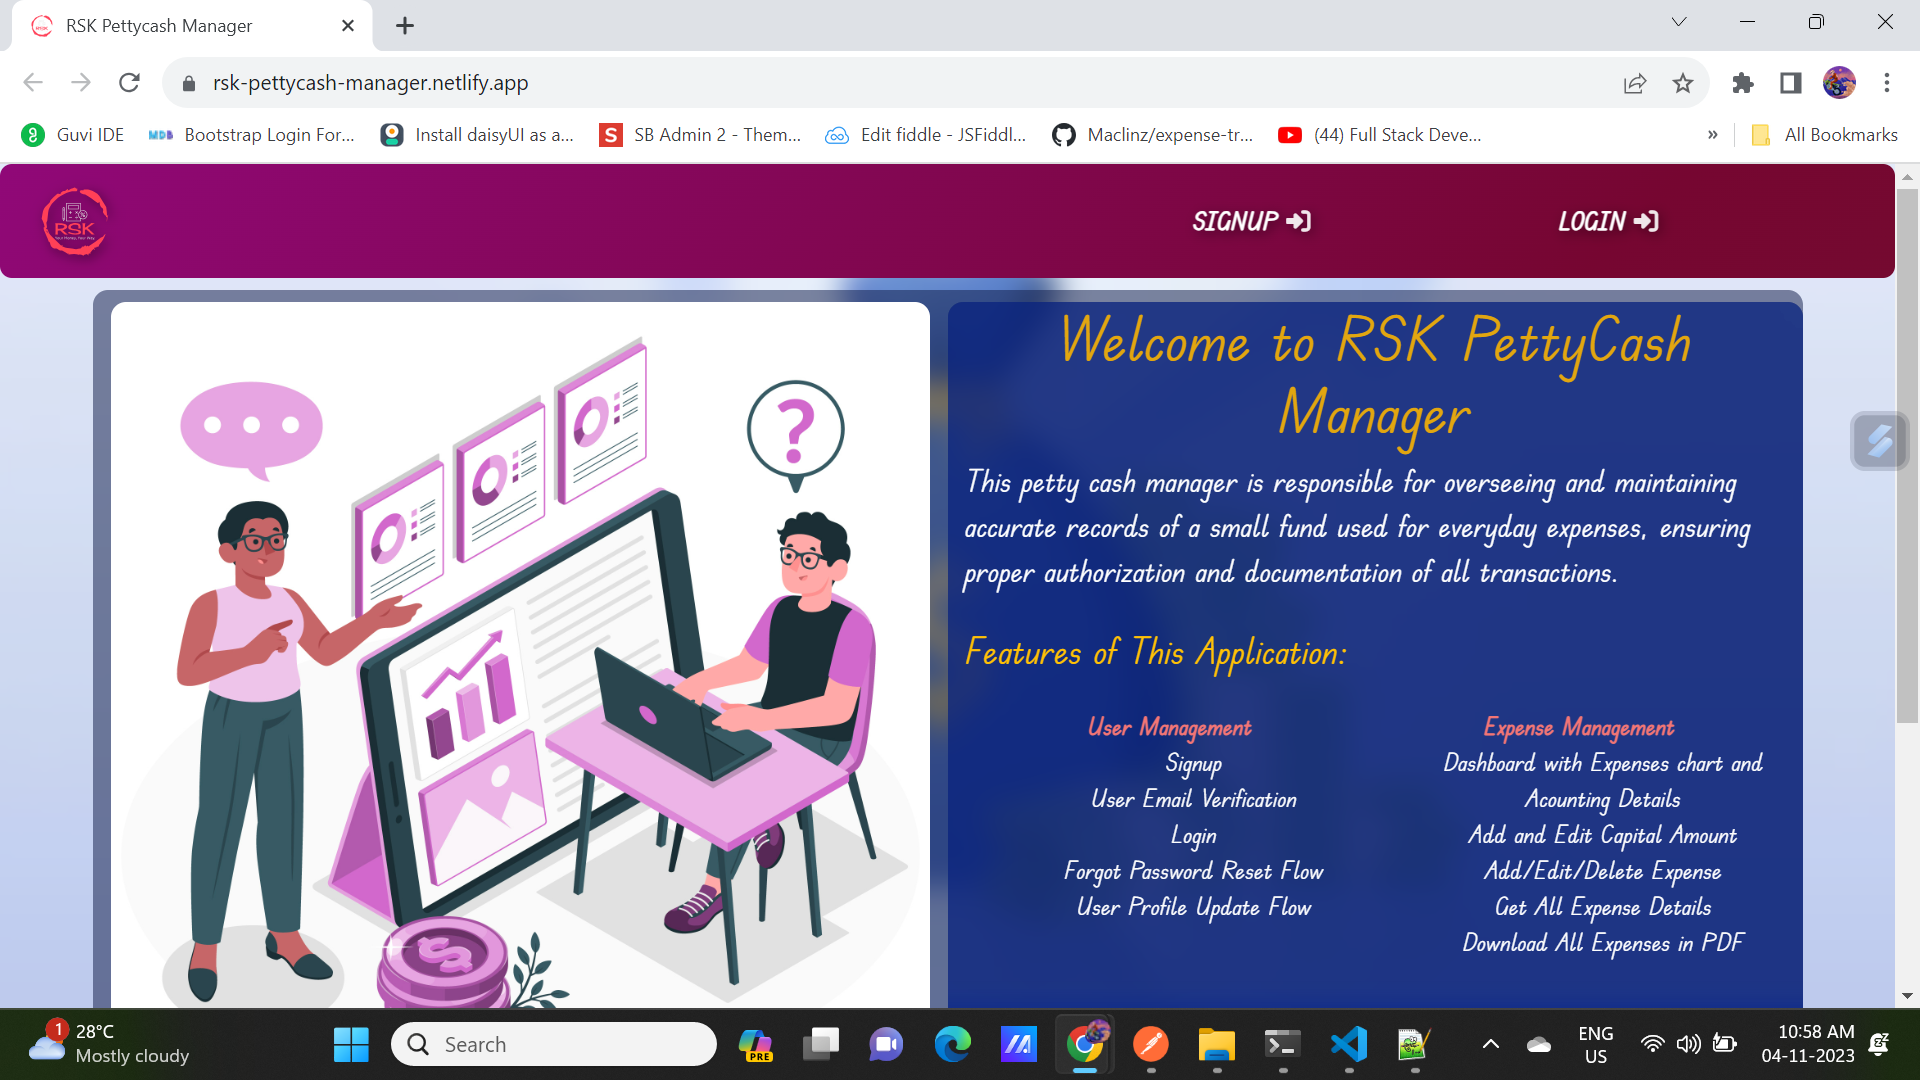 RSK Pettycash Manager
rsk-pettycash-manager.netlify.app
Guvi IDE
MDB
Bootstrap Login For...
Install daisyUI as a...
S
SB Admin 2 - Them...
Edit fiddle - JSFiddl...
Maclinz/expense-tr...
(44) Full Stack Deve...
»
All Bookmarks
RSK
SIGNUP
LOGIN
Welcome to RSK PettyCash
Manager
This petty cash manager is responsible for overseeing and maintaining
accurate records of a small fund used for everyday expenses, ensuring
proper authorization and documentation of all transactions.
Features of This Application:
User Management
Signup
User Email Verification
Login
Forgot Password Reset Flow
User Profile Update Flow
Expense Management
Dashboard with Expenses chart and
Acounting Details
Add and Edit Capital Amount
Add/Edit/Delete Expense
Get All Expense Details
Download All Expenses in PDF
?
$
1
28°C
Mostly cloudy
Search
PRE
ENG
US
10:58 AM
04-11-2023